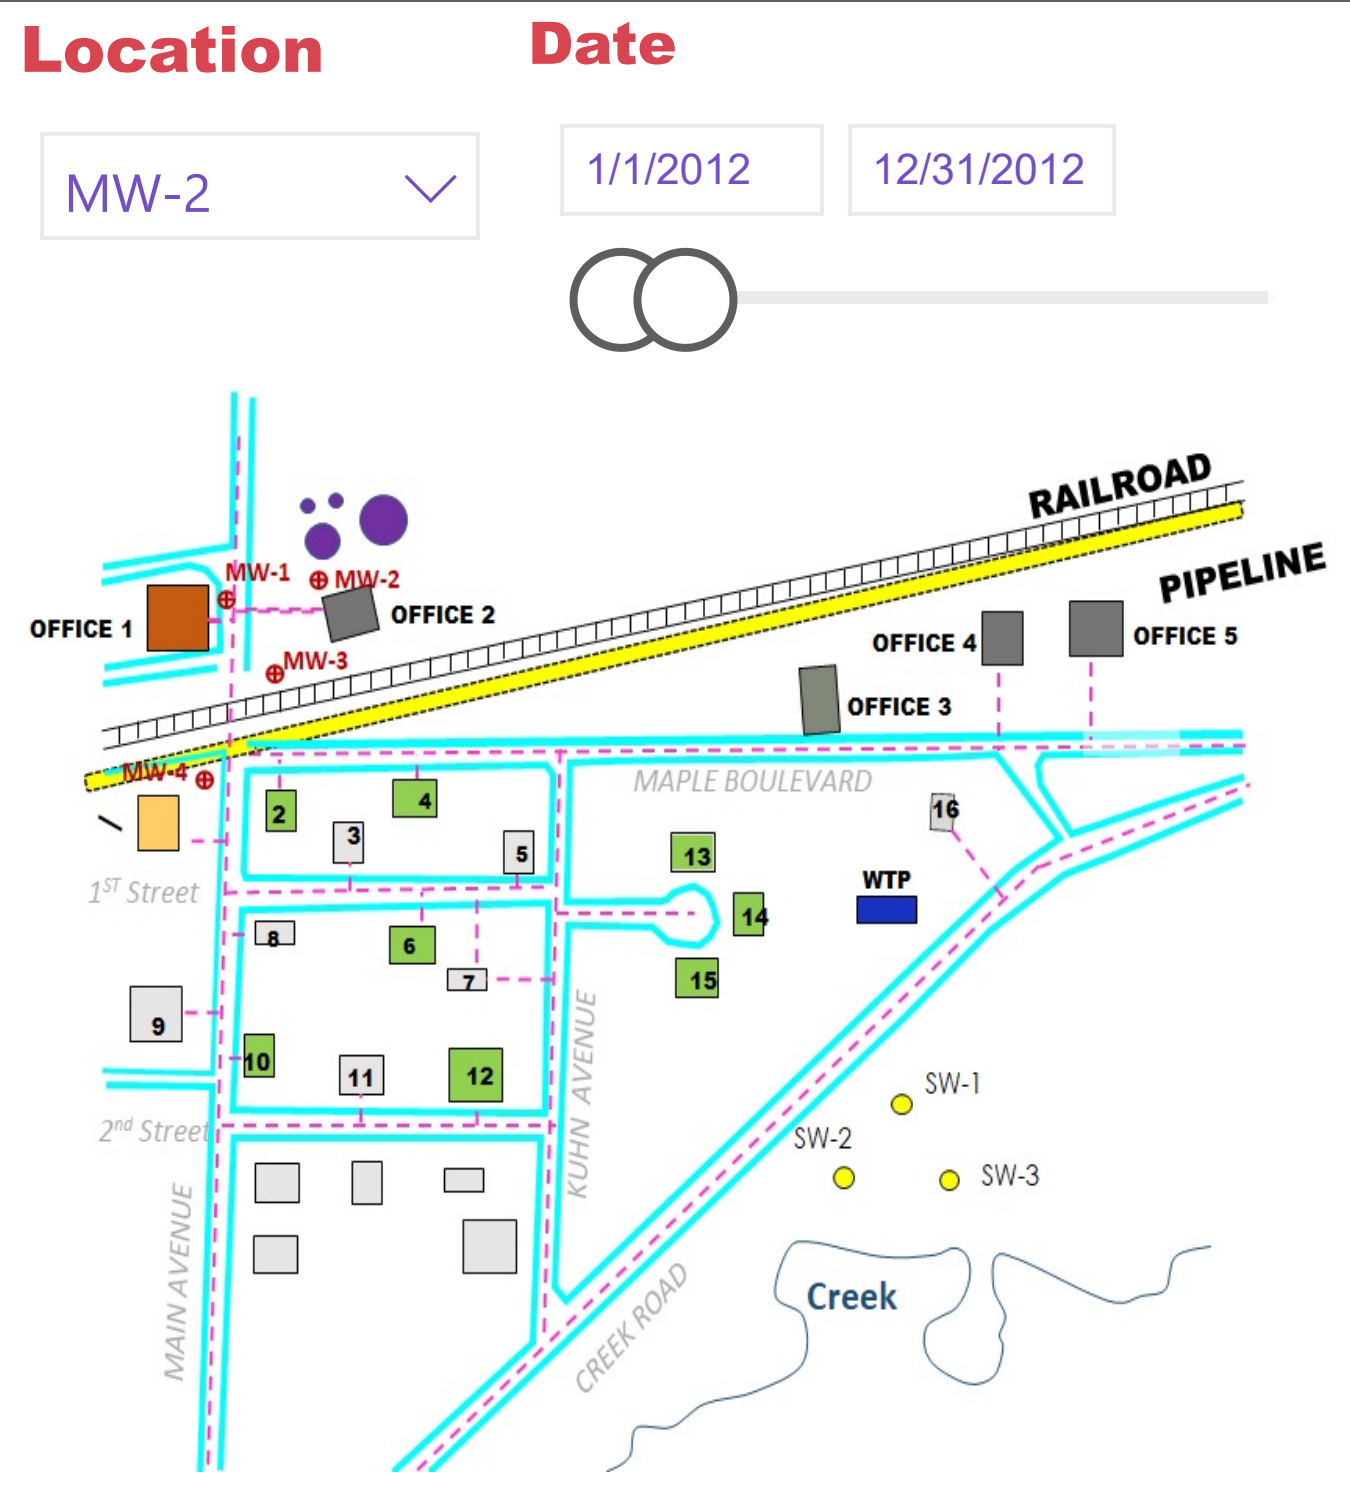 Location
Date
MW-2
1/1/2012
12/31/2012
RAILROAD
PIPELINE
MW-1
MW-2
OFFICE 1
OFFICE 2
MW-3
OFFICE 4
OFFICE 5
OFFICE 3
MW-4
MAPLE BOULEVARD
2
4
3
5
16
13
1ST Street
WTP
14
8
6
7
15
9
10
11
12
KUHN AVENUE
SW-1
2nd Street
SW-2
SW-3
MAIN AVENUE
CREEK ROAD
Creek